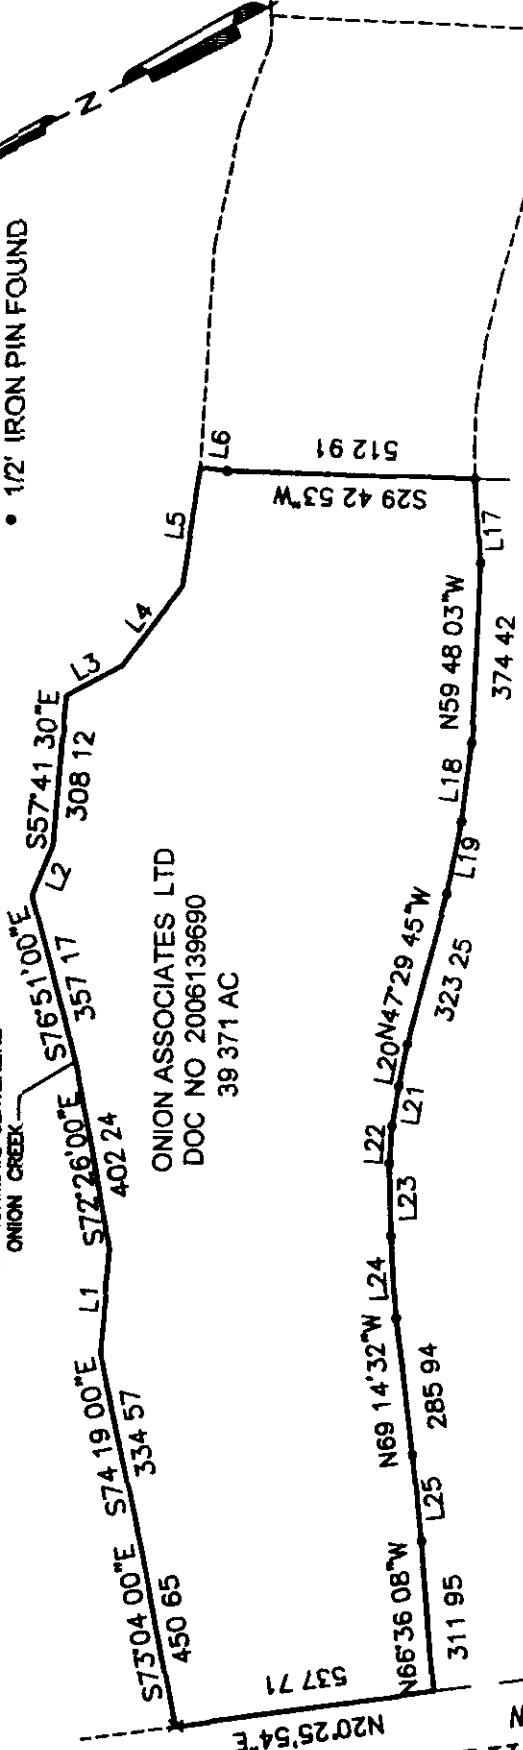 N
• 1/2' IRON PIN FOUND
ONION CREEK
L6
512 91
S29 42 53"W
L5
L4
L3
S57°41 30"E
308 12
L2
S76°51'00"E
357 17
S72°26'00"E
402 24
L1
S74 19 00"E
334 57
S73°04 00"E
450 65
ONION ASSOCIATES LTD
DOC NO 2006139690
39 371 AC
L17
N59 48 03"W
374 42
L18
L19
N47°29 45"W
323 25
L20
L21
L22
L23
L24
N69 14'32"W
285 94
L25
N66°36 08"W
311 95
537 71
N20°25'54"E
N